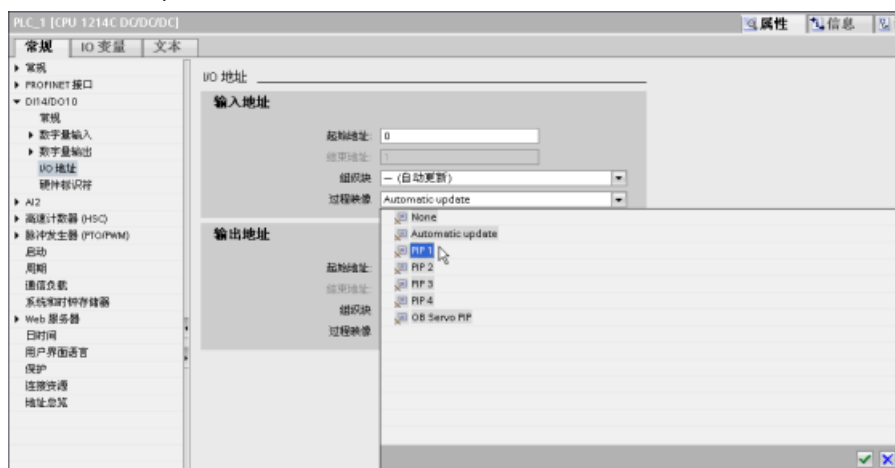 PLC_1 [CPU 1214C DC/DC/DC]
属性 信息
常规 IO 变量 文本
常规
PROFINET 接口
DI14/DO10
常规
数字量输入
数字量输出
I/O 地址
硬件标识符
AI2
高速计数器 (HSC)
脉冲发生器 (PTO/PWM)
启动
周期
通信负载
系统和时钟存储器
Web 服务器
日时间
用户界面语言
保护
连接资源
地址总览
I/O 地址
输入地址
起始地址: 0
结束地址: 1
组织块 — (自动更新)
过程映像 Automatic update
None
Automatic update
PIP 1
PIP 2
PIP 3
PIP 4
OB Servo PIP
输出地址
起始地址:
结束地址:
组织块
过程映像